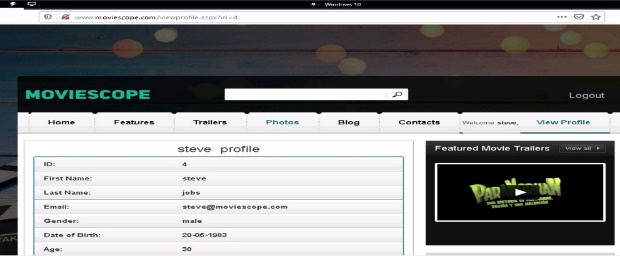 Windows 10
www.moviescope.com/viewprofile.aspx?id=4
MOVIESCOPE
Logout
Home Features Trailers Photos Blog Contacts Welcome steve, View Profile
steve profile
ID: 4
First Name: steve
Last Name: jobs
Email: steve@moviescope.com
Gender: male
Date of Birth: 20-05-1983
Age: 30
Featured Movie Trailers View all
PARANORMAN